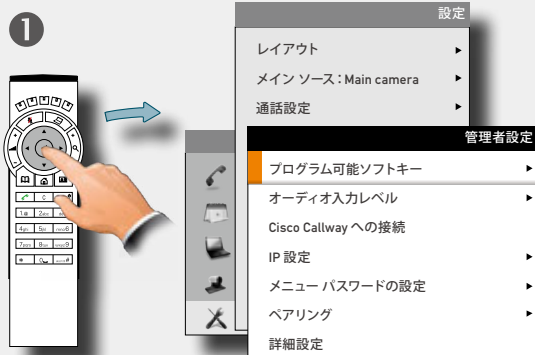 1
設定
レイアウト
メイン ソース：Main camera
通話設定
管理者設定
プログラム可能ソフトキー
オーディオ入力レベル
Cisco Callway への接続
IP 設定
メニュー パスワードの設定
ペアリング
詳細設定